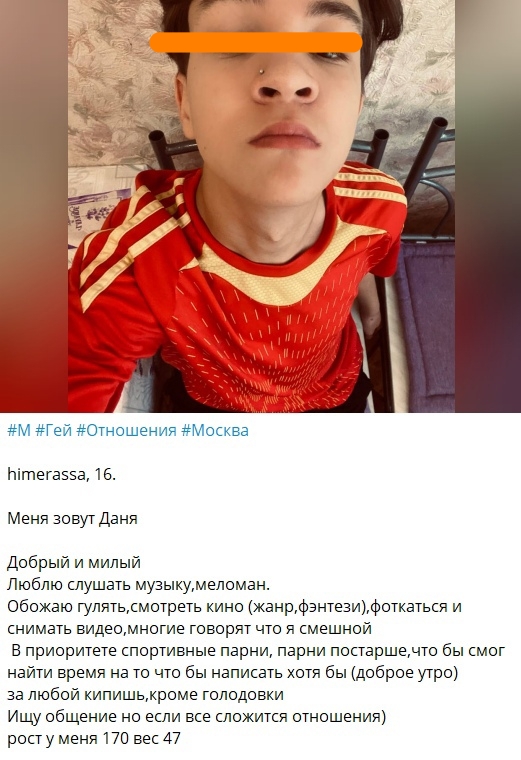 #М #Гей #Отношения #Москва
himerassa, 16.
Меня зовут Даня
Добрый и милый
Люблю слушать музыку,меломан.
Обожаю гулять,смотреть кино (жанр,фэнтези),фоткаться и
снимать видео,многие говорят что я смешной
В приоритете спортивные парни, парни постарше,что бы смог
найти время на то что бы написать хотя бы (доброе утро)
за любой кипишь,кроме голодовки
Ищу общение но если все сложится отношения)
рост у меня 170 вес 47